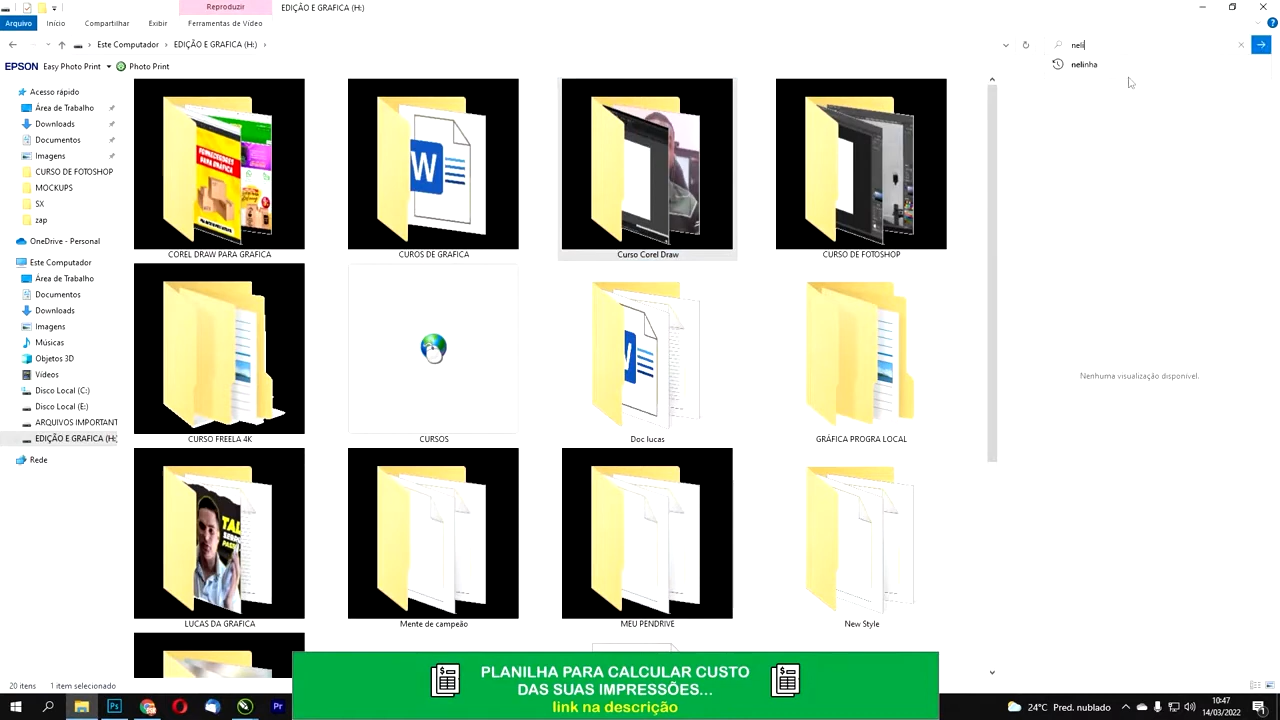 Reproduzir
EDIÇÃO E GRAFICA (H:)
Arquivo
Início
Compartilhar
Exibir
Ferramentas de Vídeo
Este Computador
EDIÇÃO E GRAFICA (H:)
neli
EPSON
Easy Photo Print
Photo Print
nelinha
Acesso rápido
Área de Trabalho
Downloads
Documentos
Imagens
CURSO DE FOTOSHOP
MOCKUPS
SX
zap
OneDrive - Personal
Este Computador
Área de Trabalho
Documentos
Downloads
Imagens
Músicas
Objetos 3D
Vídeos
Disco Local (C:)
Disco Local (E:)
ARQUIVOS IMPORTANT
EDIÇÃO E GRAFICA (H:)
Rede
FORNECEDORES
PARA GRÁFICA
COREL DRAW PARA GRAFICA
W
CUROS DE GRAFICA
Curso Corel Draw
CURSO DE FOTOSHOP
CURSO FREELA 4K
CURSOS
Doc lucas
GRÁFICA PROGRA LOCAL
LUCAS DA GRAFICA
Mente de campeão
MEU PENDRIVE
New Style
Nenhuma visualização disponível.
20 itens
1 item selecionado
PLANILHA PARA CALCULAR CUSTO
DAS SUAS IMPRESSÕES...
link na descrição
Ps
Pr
24°C
Pred. nublado
10:47
14/03/2022